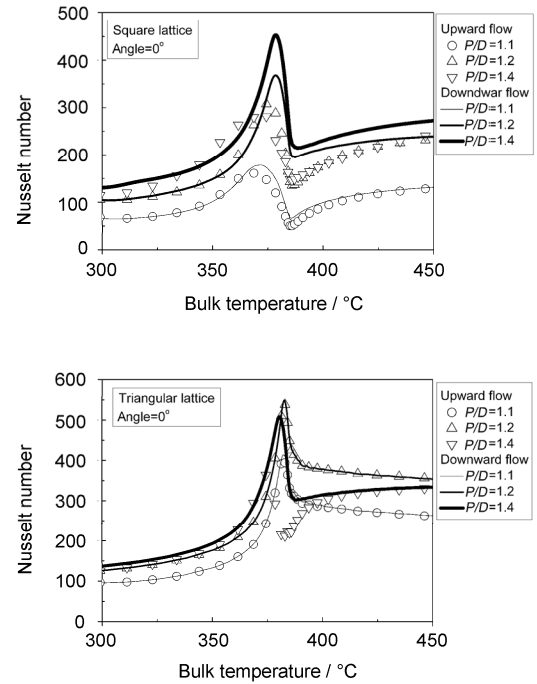 Square lattice
Angle=0°
500
400
300
200
100
0
300
350
400
450
Nusselt number
Bulk temperature / °C
Upward flow
P/D=1.1
P/D=1.2
P/D=1.4
Downdwar flow
P/D=1.1
P/D=1.2
P/D=1.4
Triangular lattice
Angle=0°
600
500
400
300
200
100
0
300
350
400
450
Nusselt number
Bulk temperature / °C
Upward flow
P/D=1.1
P/D=1.2
P/D=1.4
Downward flow
P/D=1.1
P/D=1.2
P/D=1.4